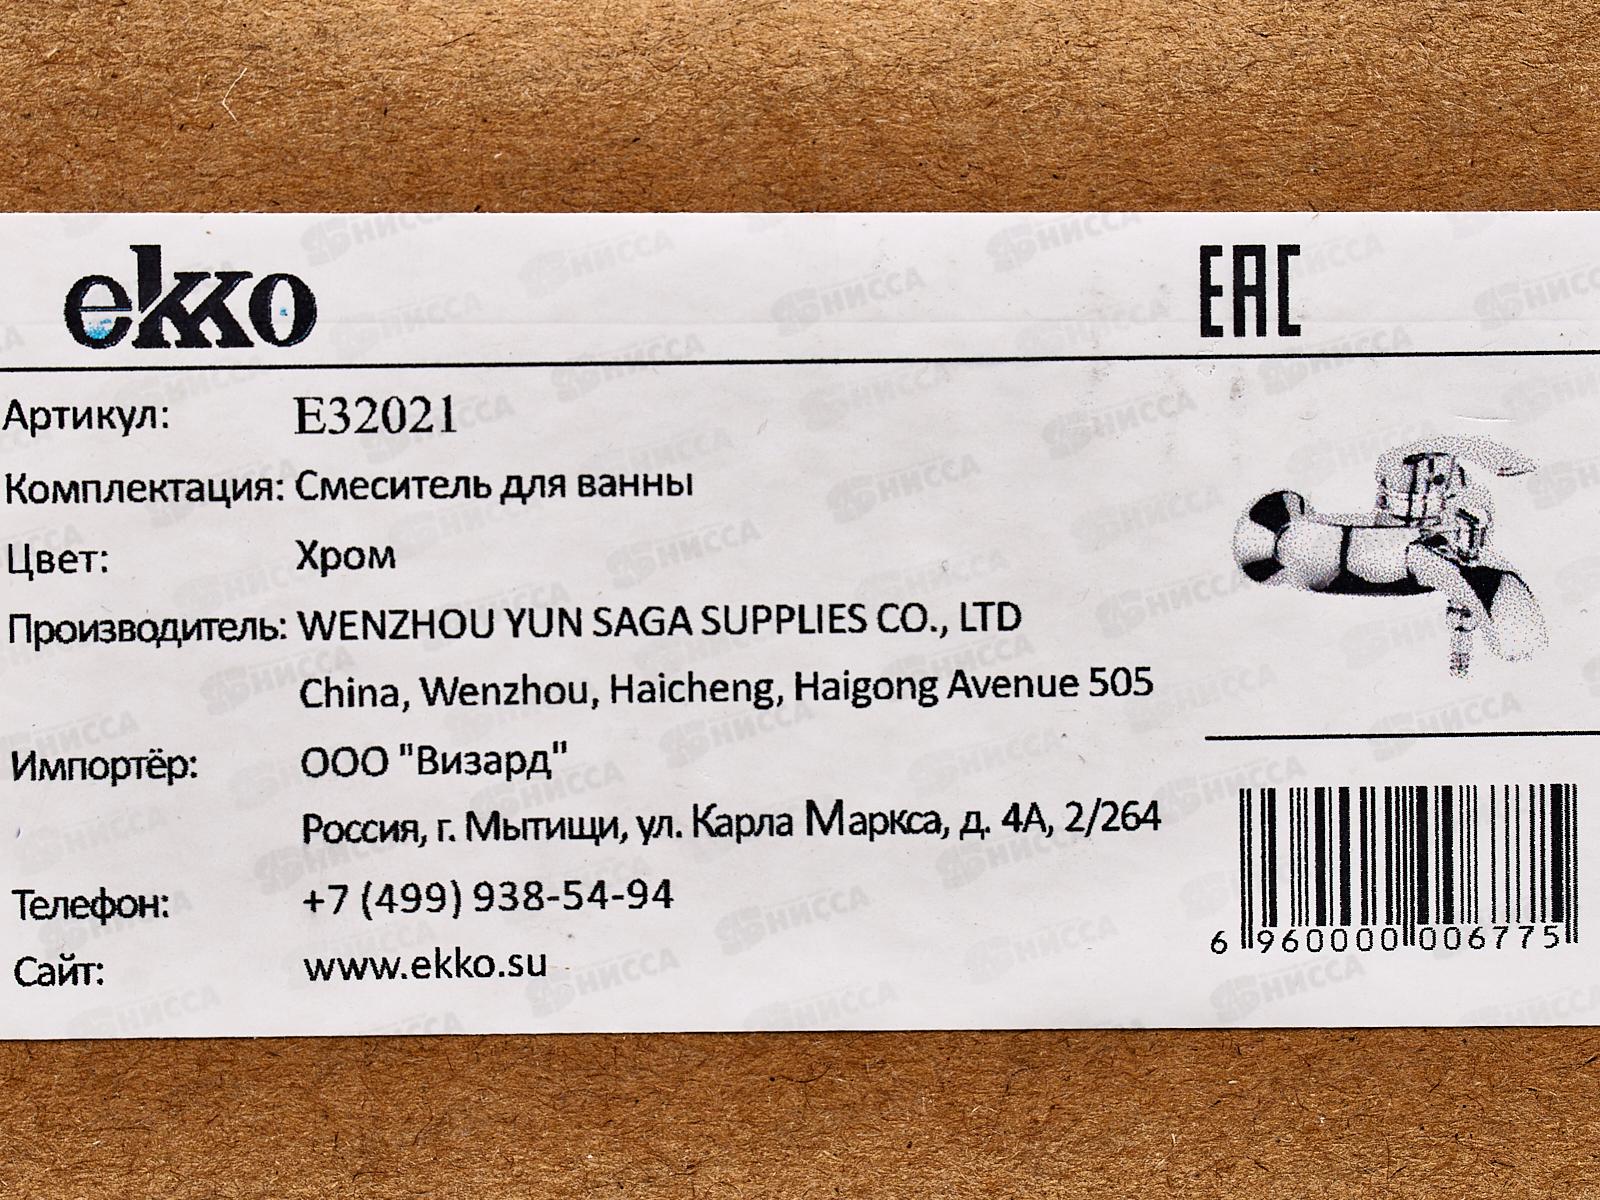 ekko
EAC
Артикул: E32021
Комплектация: Смеситель для ванны
Цвет: Хром
Производитель: WENZHOU YUN SAGA SUPPLIES CO., LTD
China, Wenzhou, Haicheng, Haigong Avenue 505
Импортёр: ООО "Визард"
Россия, г. Мытищи, ул. Карла Маркса, д. 4А, 2/264
Телефон: +7 (499) 938-54-94
Сайт: www.ekko.su
6 960000 006775
НИССА